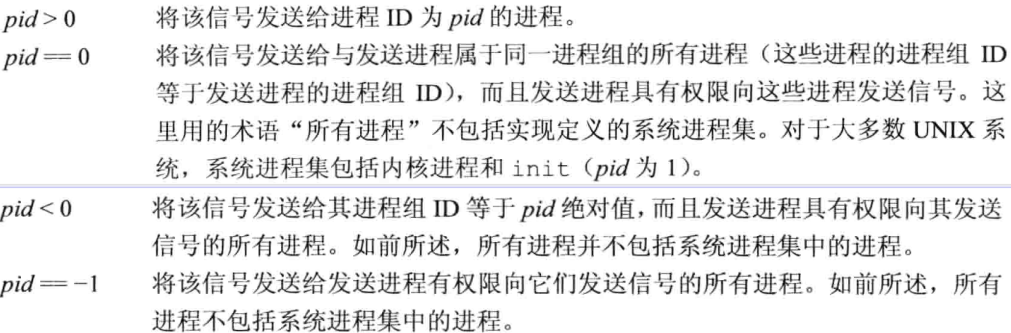 pid > 0 将该信号发送给进程 ID 为 pid 的进程。
pid == 0 将该信号发送给与发送进程属于同一进程组的所有进程（这些进程的进程组 ID
等于发送进程的进程组 ID），而且发送进程具有权限向这些进程发送信号。这
里用的术语“所有进程”不包括实现定义的系统进程集。对于大多数 UNIX 系
统，系统进程集包括内核进程和 init（pid 为 1）。
pid < 0 将该信号发送给其进程组 ID 等于 pid 绝对值，而且发送进程具有权限向其发送
信号的所有进程。如前所述，所有进程并不包括系统进程集中的进程。
pid == −1 将该信号发送给发送进程有权限向它们发送信号的所有进程。如前所述，所有
进程不包括系统进程集中的进程。